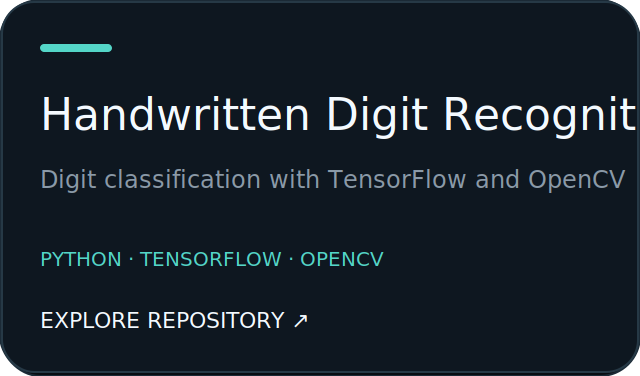 Handwritten Digit Recognit
Digit classification with TensorFlow and OpenCV
PYTHON · TENSORFLOW · OPENCV
EXPLORE REPOSITORY ↗